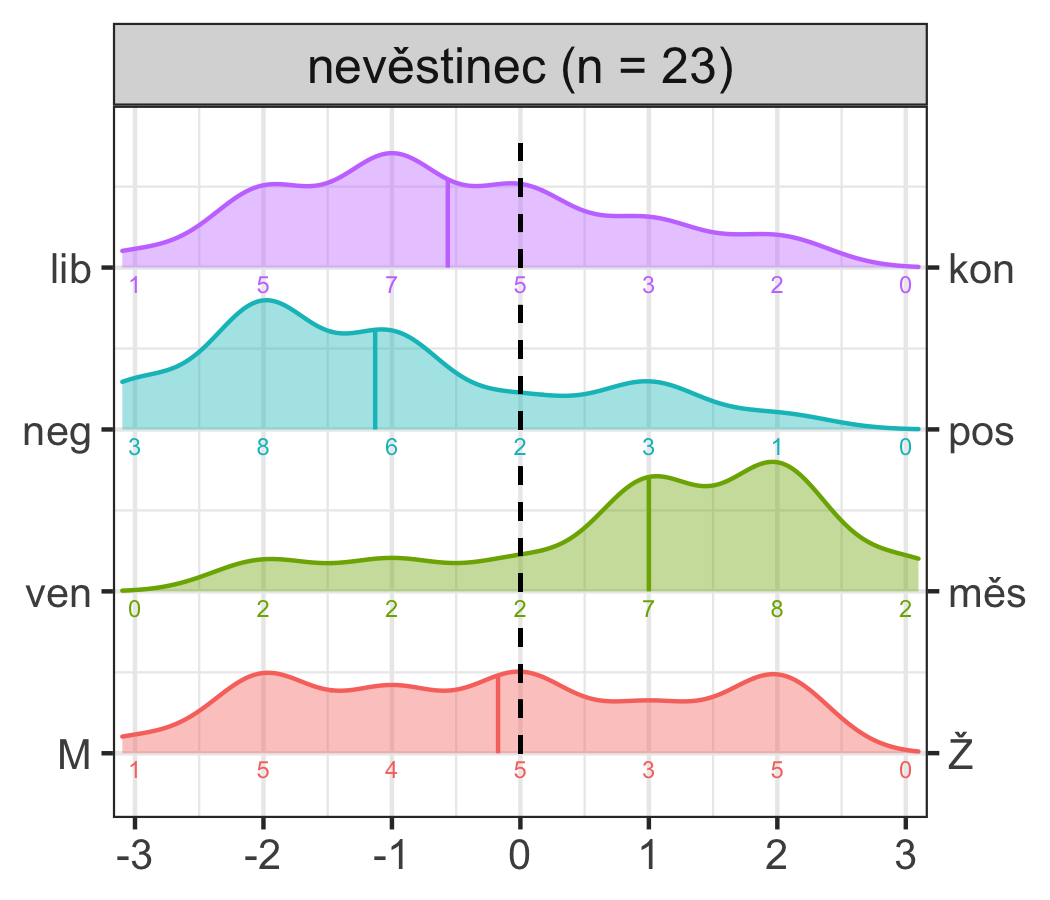 nevěstinec (n = 23)
lib kon
1 5 7 5 3 2 0
neg pos
3 8 6 2 3 1 0
ven měs
0 2 2 2 7 8 2
M Ž
1 5 4 5 3 5 0
-3 -2 -1 0 1 2 3